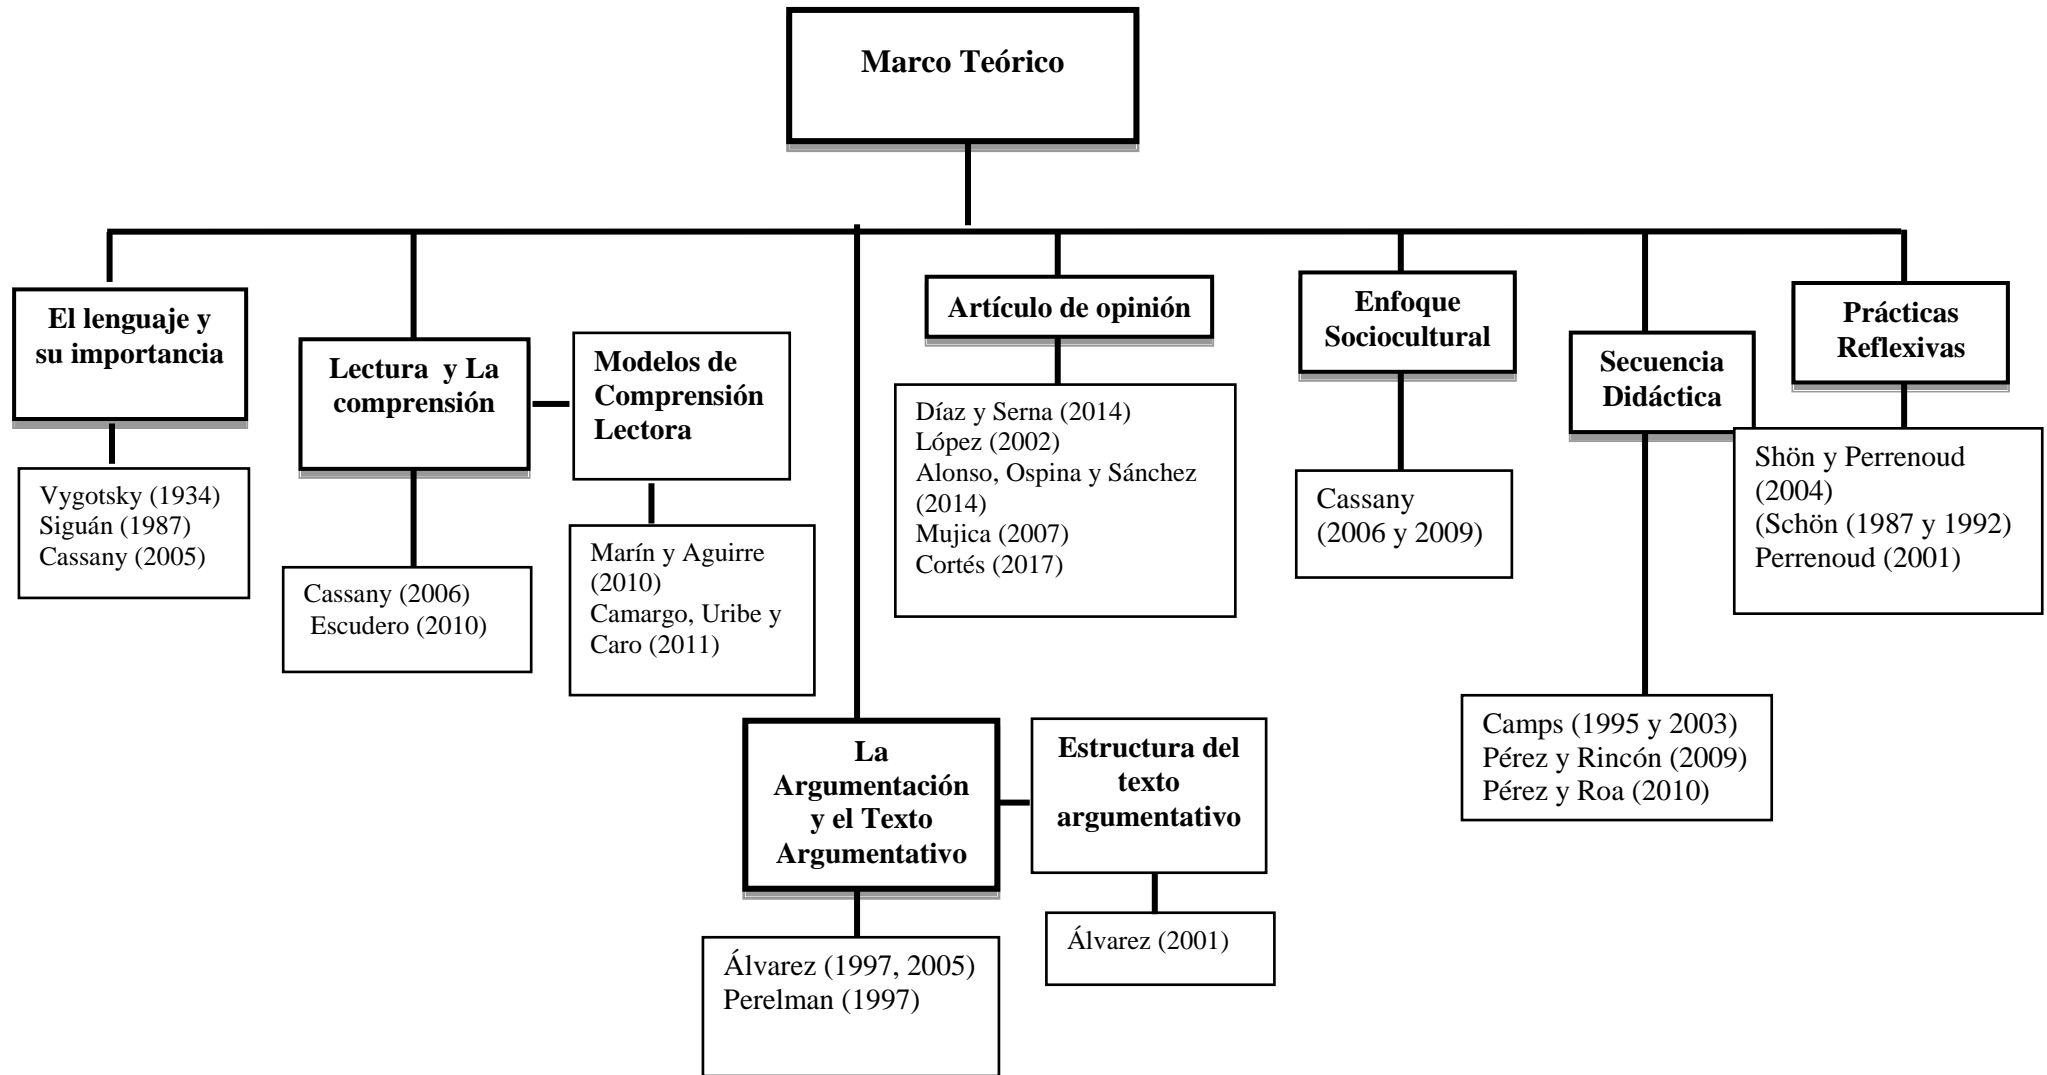 Marco Teórico
El lenguaje y
su importancia
Vygotsky (1934)
Siguán (1987)
Cassany (2005)
Lectura y La
comprensión
Cassany (2006)
Escudero (2010)
Modelos de
Comprensión
Lectora
Marín y Aguirre
(2010)
Camargo, Uribe y
Caro (2011)
La
Argumentación
y el Texto
Argumentativo
Álvarez (1997, 2005)
Perelman (1997)
Estructura del
texto
argumentativo
Álvarez (2001)
Artículo de opinión
Díaz y Serna (2014)
López (2002)
Alonso, Ospina y Sánchez
(2014)
Mujica (2007)
Cortés (2017)
Enfoque
Sociocultural
Cassany
(2006 y 2009)
Secuencia
Didáctica
Camps (1995 y 2003)
Pérez y Rincón (2009)
Pérez y Roa (2010)
Prácticas
Reflexivas
Shön y Perrenoud
(2004)
(Schön (1987 y 1992)
Perrenoud (2001)